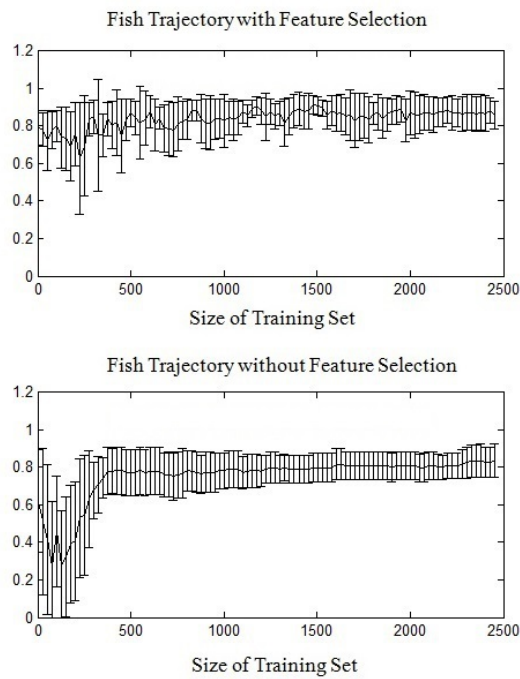 Fish Trajectory with Feature Selection
1.2
1
0.8
0.6
0.4
0.2
0
0 500 1000 1500 2000 2500
Size of Training Set
Fish Trajectory without Feature Selection
1.2
1
0.8
0.6
0.4
0.2
0
0 500 1000 1500 2000 2500
Size of Training Set